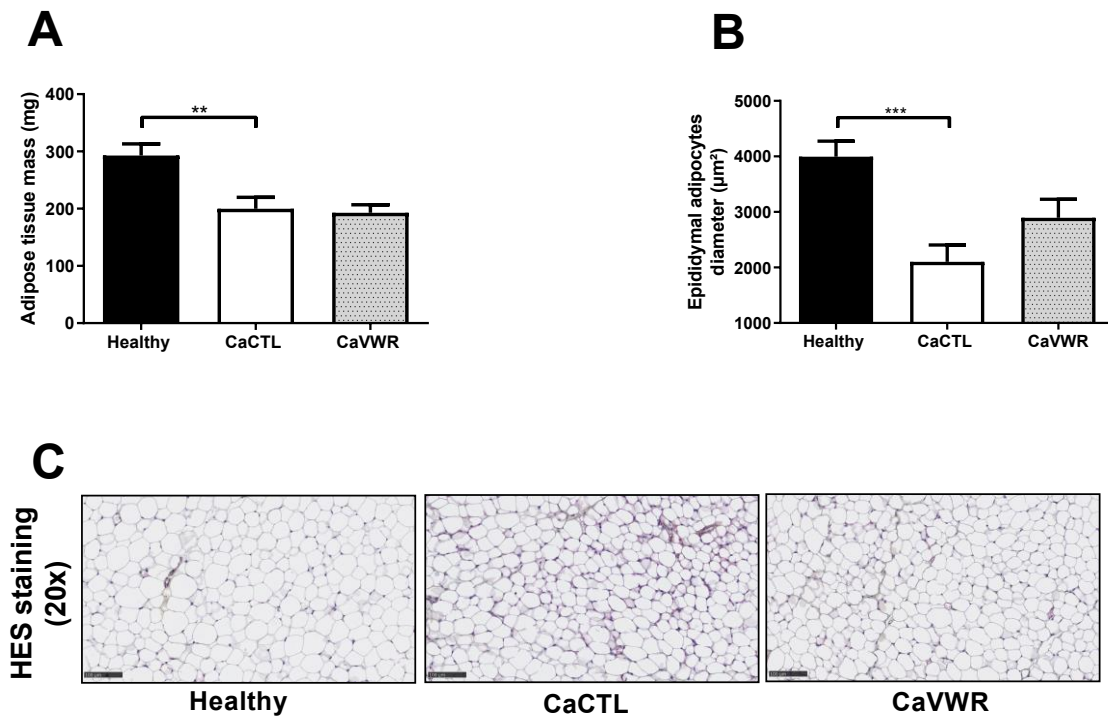 A
Adipose tissue mass (mg)
400
300
200
100
0
**
Healthy
CaCTL
CaVWR
B
Epididymal adipocytes
diameter (µm²)
5000
4000
3000
2000
1000
***
Healthy
CaCTL
CaVWR
C
HES staining
(20x)
Healthy
CaCTL
CaVWR